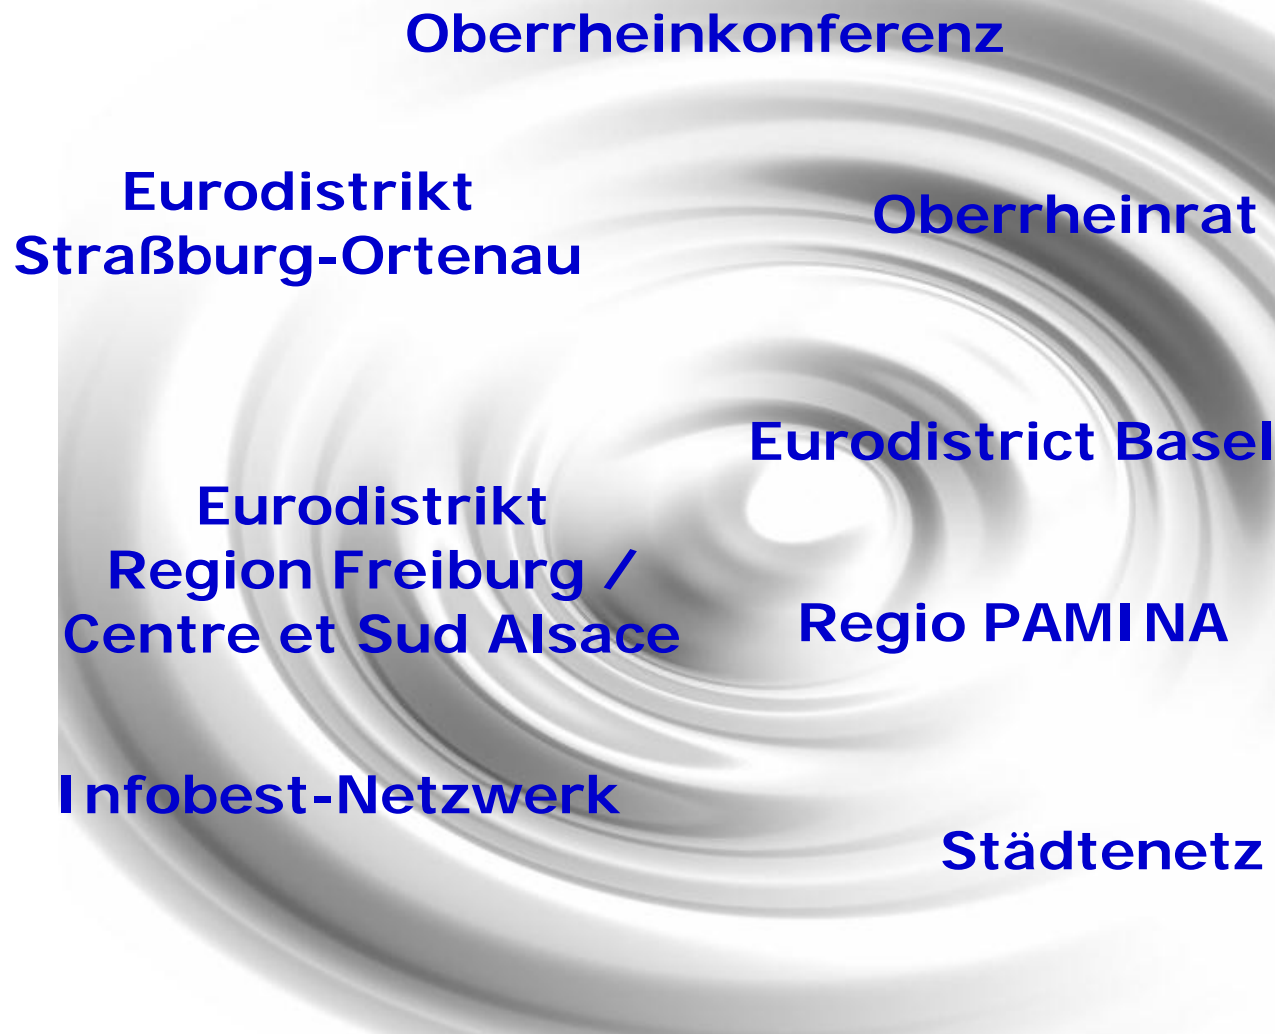 Oberrheinkonferenz
Eurodistrikt
Straßburg-Ortenau
Oberrheinrat
Eurodistrict Basel
Eurodistrikt
Region Freiburg /
Centre et Sud Alsace
Regio PAMINA
Infobest-Netzwerk
Städtenetz